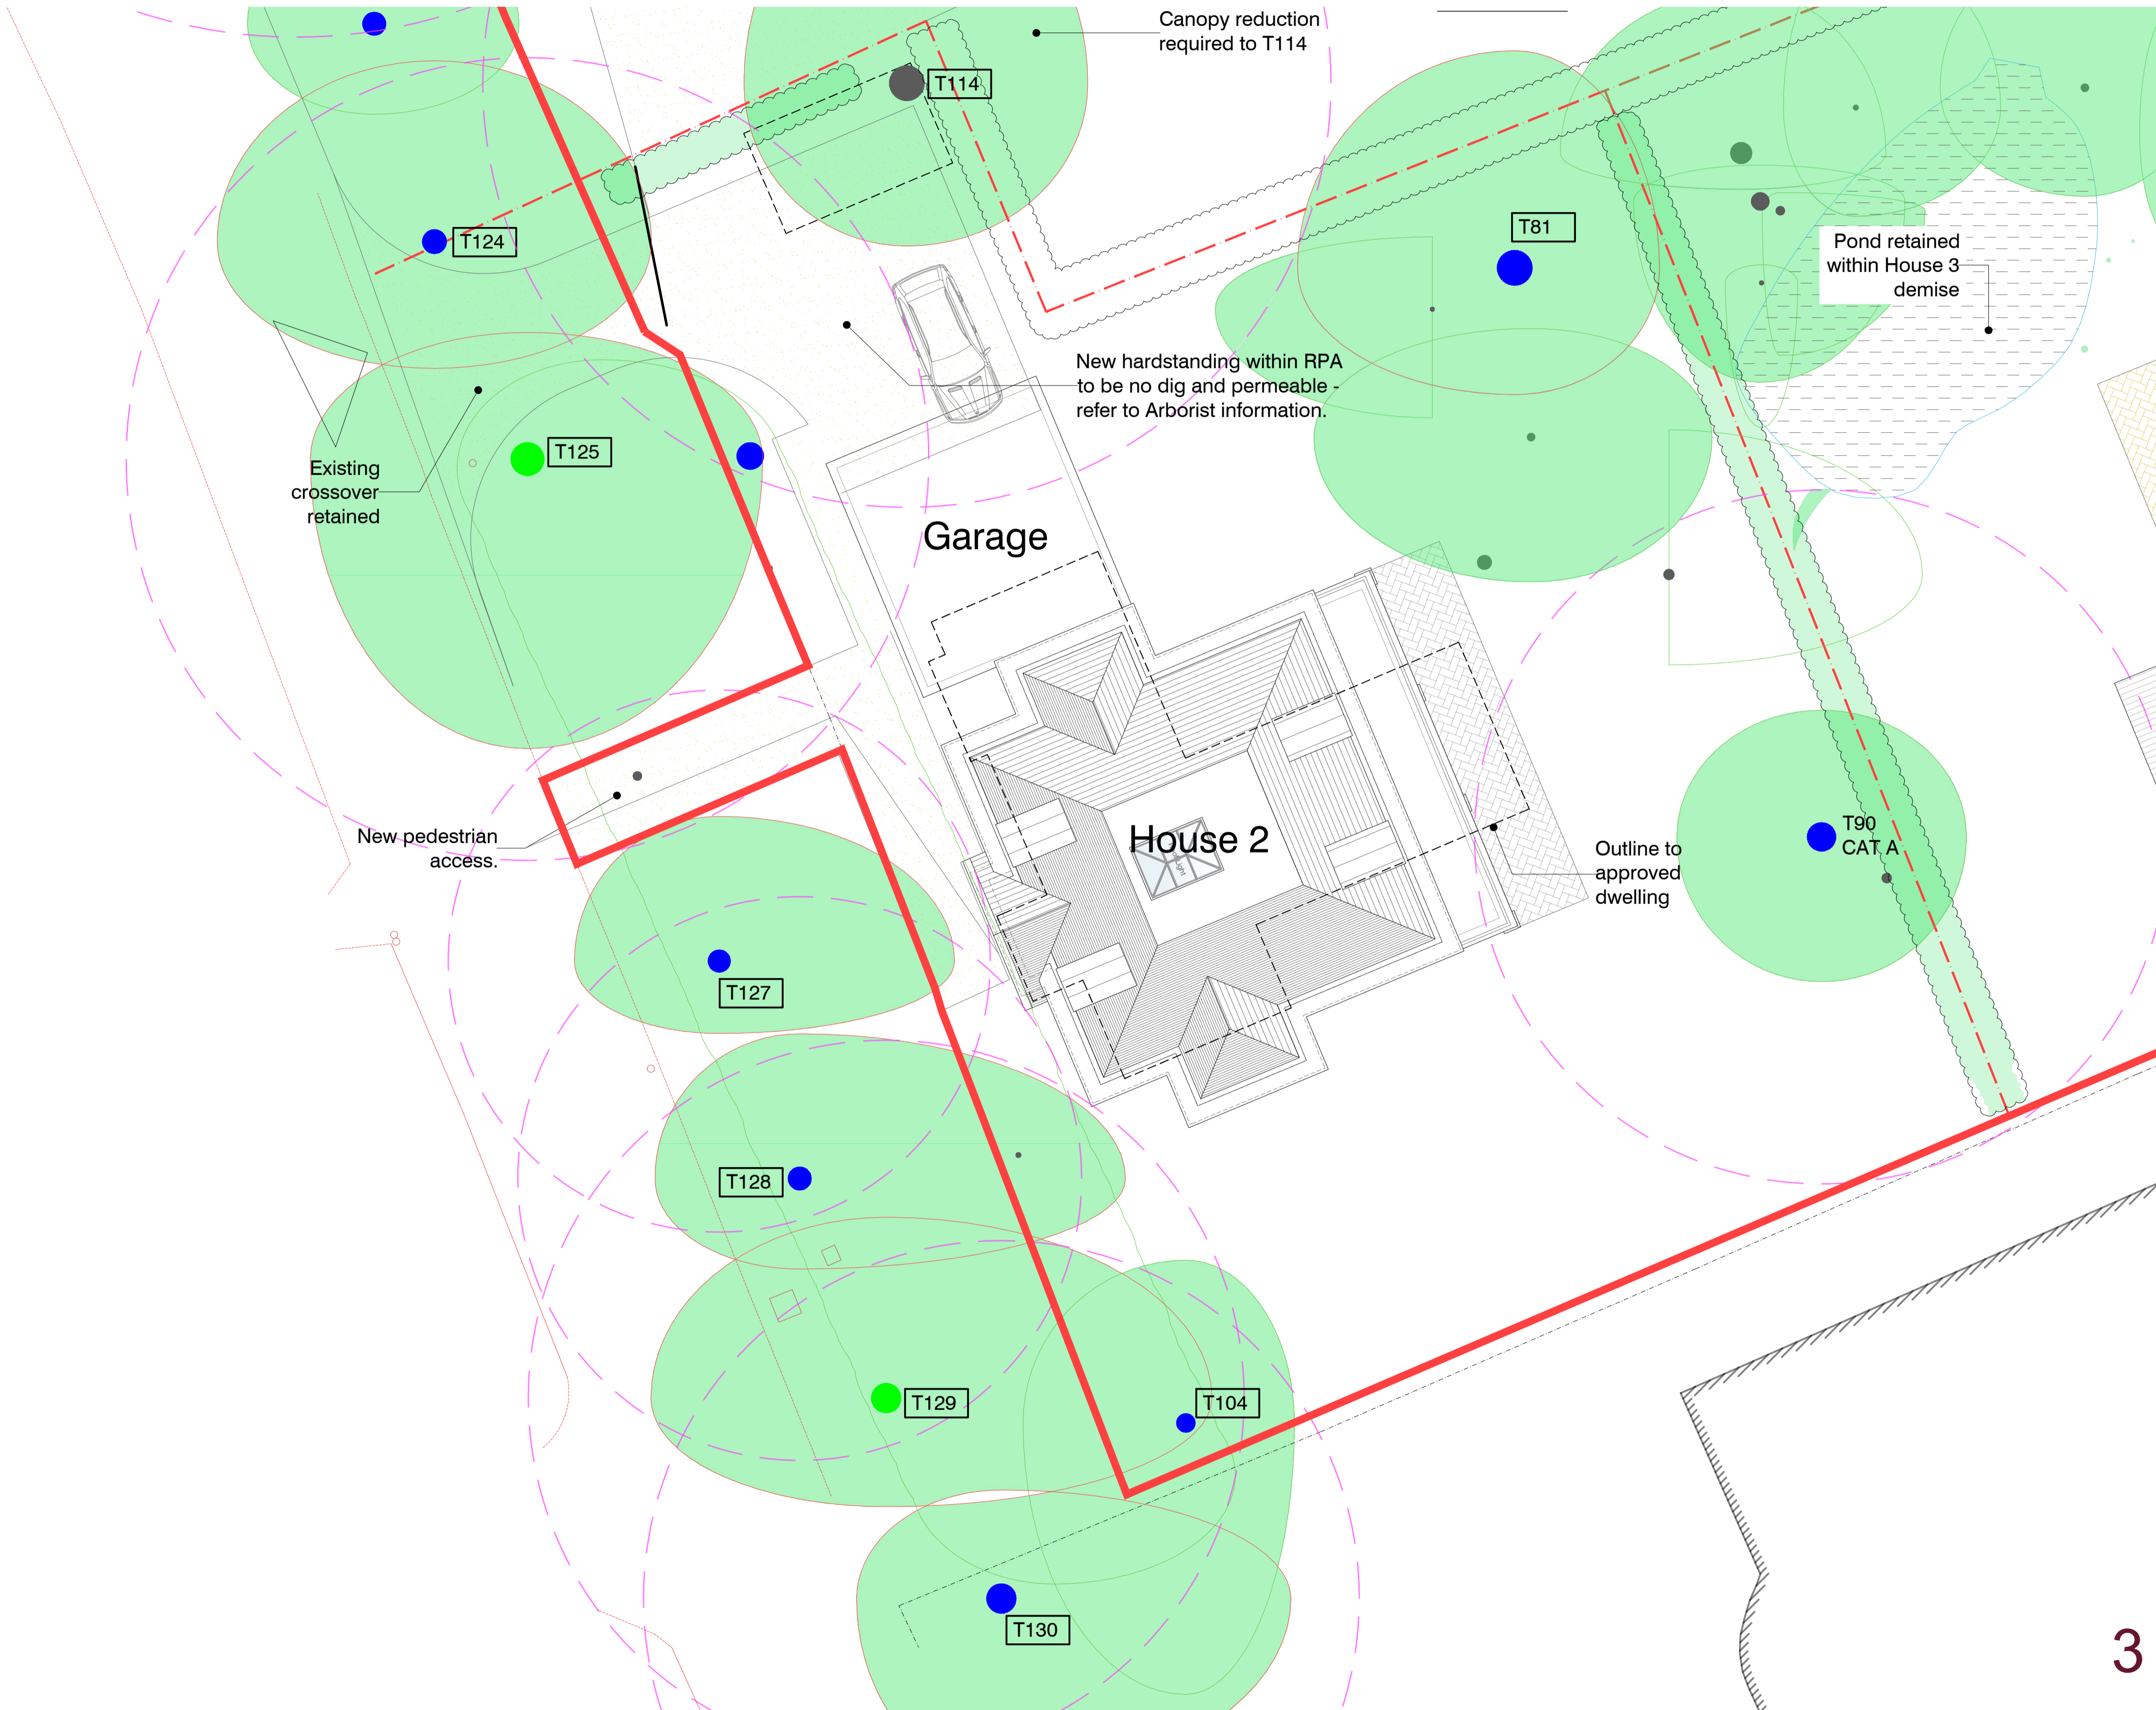 Canopy reduction
required to T114
T114
T81
T124
Pond retained
within House 3
demise
New hardstanding within RPA
to be no dig and permeable -
refer to Arborist information.
T125
Existing
crossover
retained
Garage
New pedestrian
access.
House 2
Outline to
approved
dwelling
T90
CAT A
T127
T128
T129
T104
T130
3